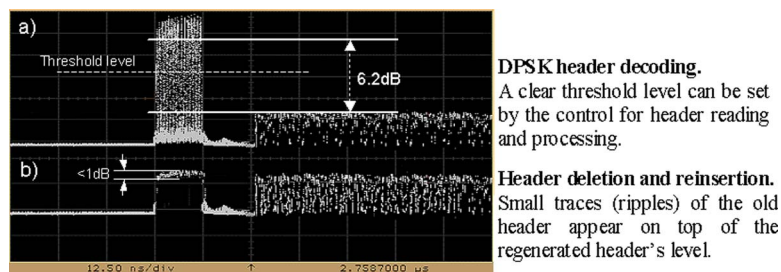 a)
Threshold level
6.2dB
b)
<1dB
12.50 ns/div
2.7587000 µs
DPSK header decoding.
A clear threshold level can be set
by the control for header reading
and processing.
Header deletion and reinsertion.
Small traces (ripples) of the old
header appear on top of the
regenerated header's level.